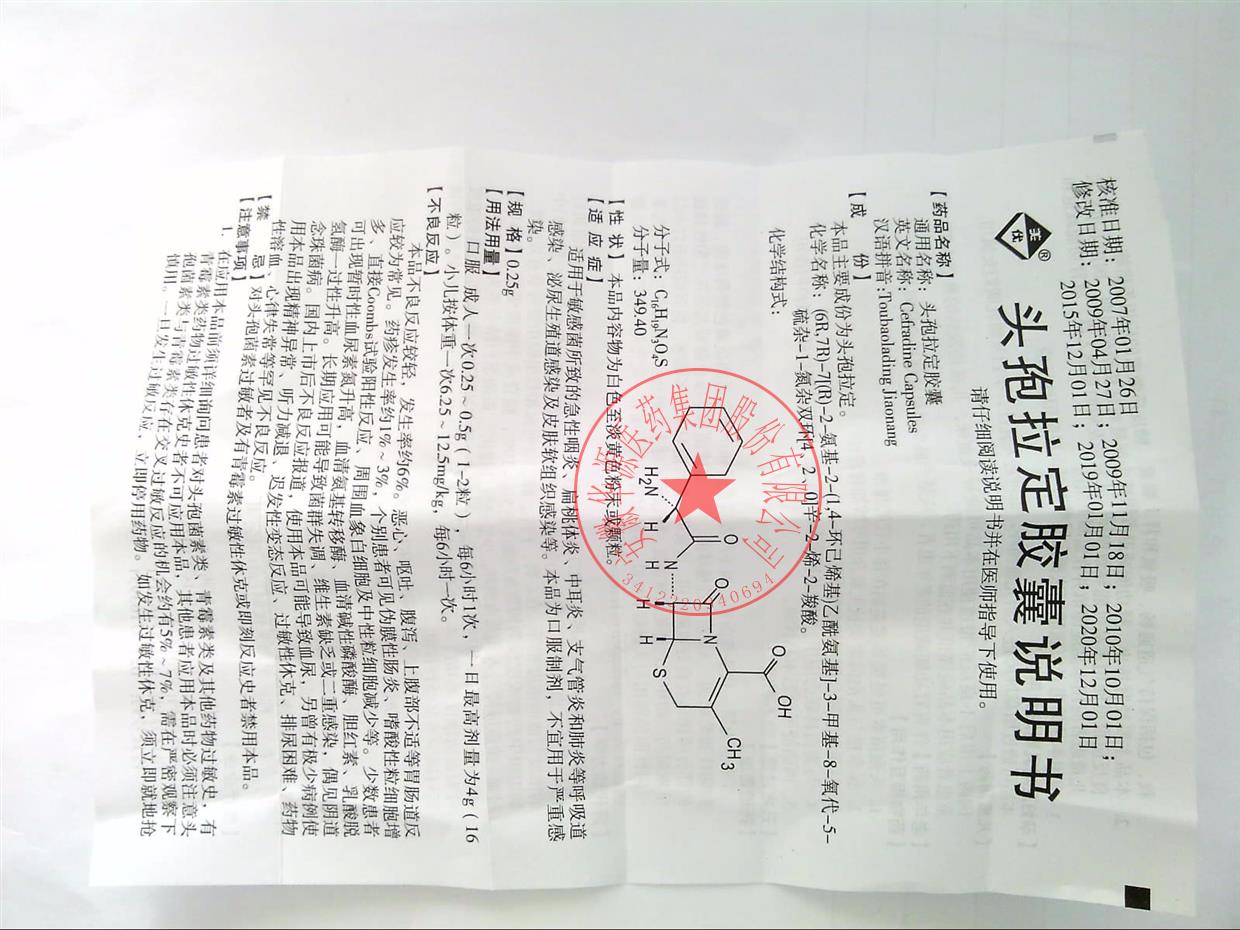 核准日期：2007年01月26日
修改日期：2009年04月27日；2009年11月18日；2010年10月01日；
2015年12月01日；2019年01月01日；2020年12月01日
美优®
头孢拉定胶囊说明书
请仔细阅读说明书并在医师指导下使用。
【药品名称】
通用名称：头孢拉定胶囊
英文名称：Cefradine Capsules
汉语拼音：Toubaolading Jiaonang
【成 份】
本品主要成份为头孢拉定。
化学名称：(6R,7R)-7[(R)-2-氨基-2-(1,4-环己烯基)乙酰氨基]-3-甲基-8-氧代-5-
硫杂-1-氮杂双环[4、2、0]辛-2-烯-2-羧酸。
化学结构式：
H₂N
H
O
N
H
O
N
H
H
S
O
OH
CH₃
分子式：C₁₆H₁₉N₃O₄S
分子量：349.40
【性 状】本品内容物为白色至淡黄色粉末或颗粒。
【适 应 症】
适用于敏感菌所致的急性咽炎、扁桃体炎、中耳炎、支气管炎和肺炎等呼吸道
感染、泌尿生殖道感染及皮肤软组织感染等。本品为口服制剂，不宜用于严重感
染。
【规 格】0.25g
【用法用量】
口服 成人一次0.25～0.5g（1-2粒），每6小时1次，一日最高剂量为4g（16
粒）。小儿按体重一次6.25～12.5mg/kg，每6小时一次。
【不良反应】
本品不良反应较轻，发生率约6%。恶心、呕吐、腹泻、上腹部不适等胃肠道反
应较为常见。药疹发生率约1%～3%，个别患者可见伪膜性肠炎、嗜酸性粒细胞增
多、直接Coombs试验阳性反应、周围血象白细胞及中性粒细胞减少等。少数患者
可出现暂时性血尿素氮升高，血清氨基转移酶、血清碱性磷酸酶、胆红素、乳酸脱
氢酶一过性升高。长期应用可能导致菌群失调、维生素缺乏或二重感染，偶见阴道
念珠菌病。国内上市后不良反应报道，使用本品可能导致血尿，另曾有极少病例使
用本品出现精神异常、听力减退、迟发性变态反应、过敏性休克、排尿困难、药物
性溶血、心律失常等罕见不良反应。
【禁 忌】对头孢菌素过敏者及有青霉素过敏性休克或即刻反应史者禁用本品。
【注意事项】
1. 在应用本品前须详细询问患者对头孢菌素类、青霉素类及其他药物过敏史，有
青霉素类药物过敏性休克史者不可应用本品，其他患者应用本品时必须注意头
孢菌素类与青霉素类存在交叉过敏反应的机会约有5%～7%，需在严密观察下
慎用。一旦发生过敏反应，立即停用药物。如发生过敏性休克，须立即就地抢
安徽华源医药集团股份有限公司